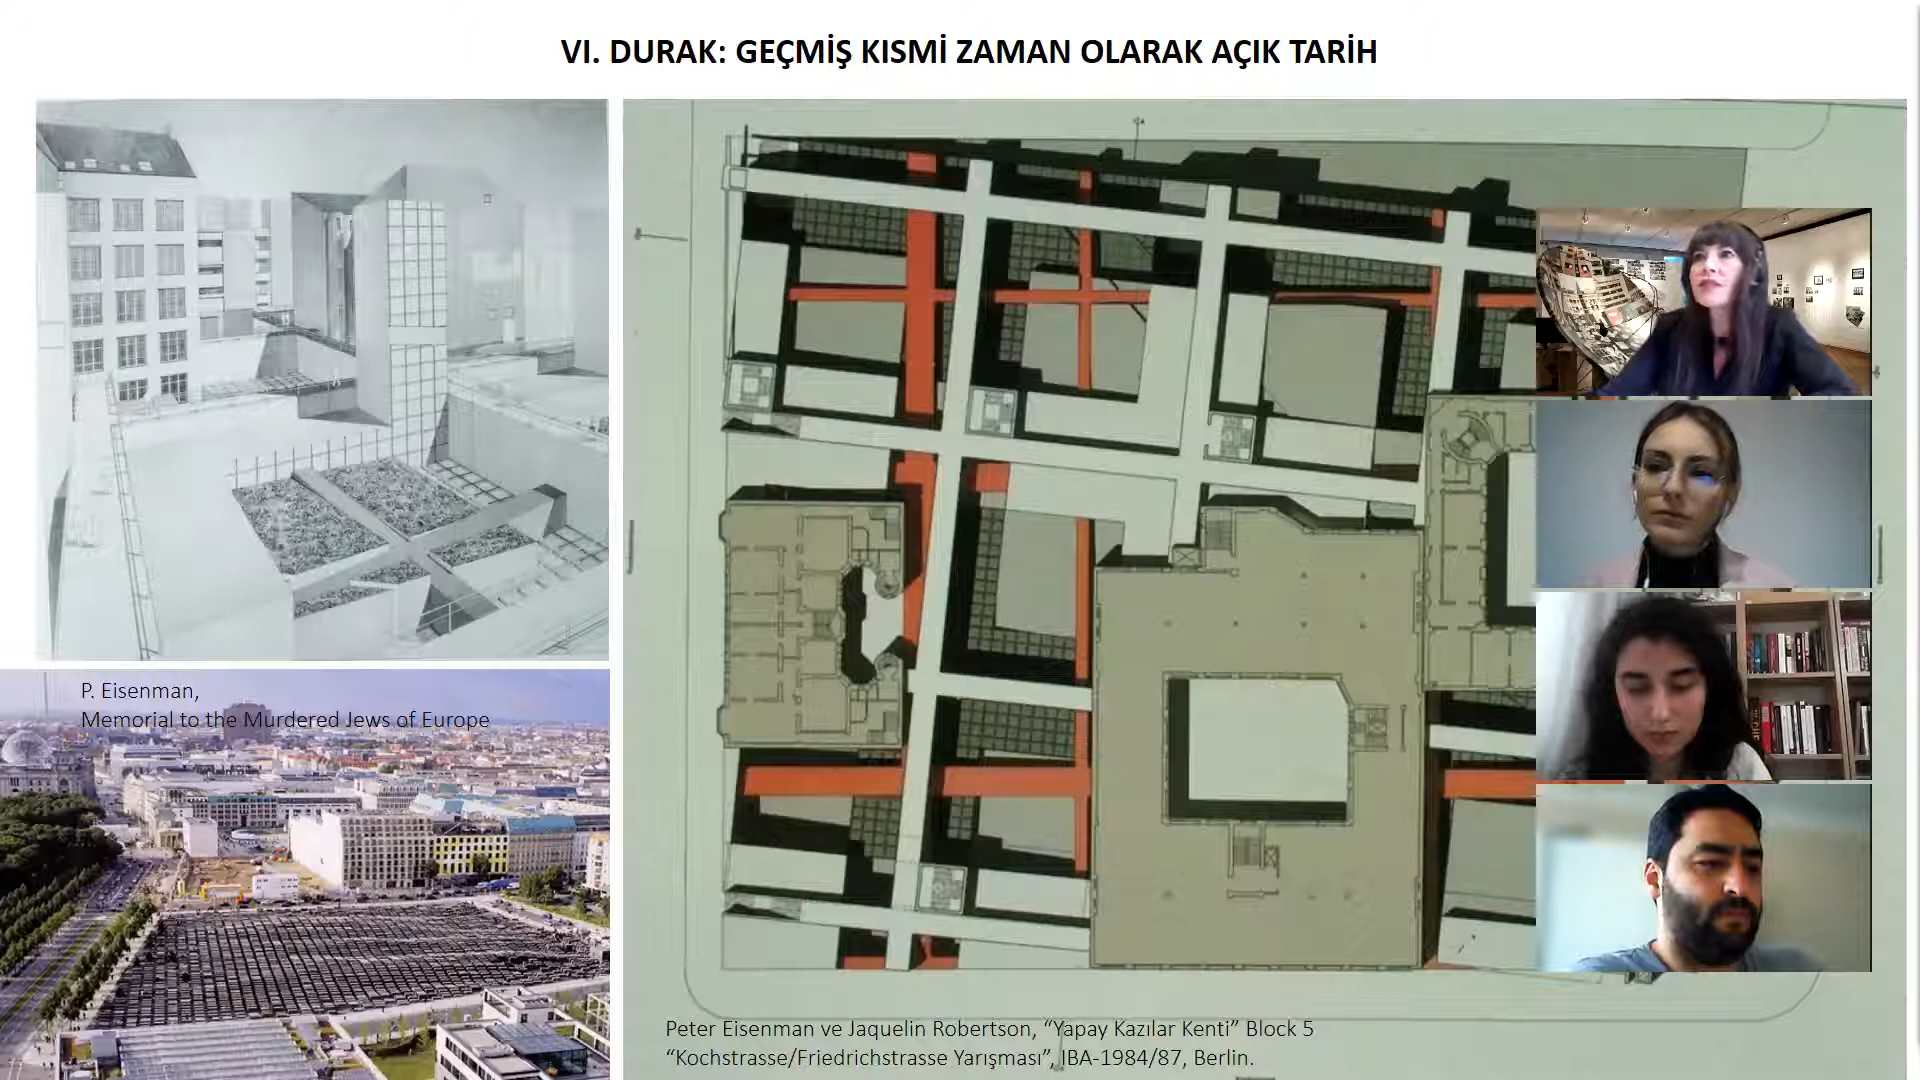 VI. DURAK: GEÇMİŞ KISMİ ZAMAN OLARAK AÇIK TARİH
P. Eisenman,
Memorial to the Murdered Jews of Europe
Peter Eisenman ve Jaquelin Robertson, “Yapay Kazılar Kenti” Block 5
“Kochstrasse/Friedrichstrasse Yarışması”, IBA-1984/87, Berlin.